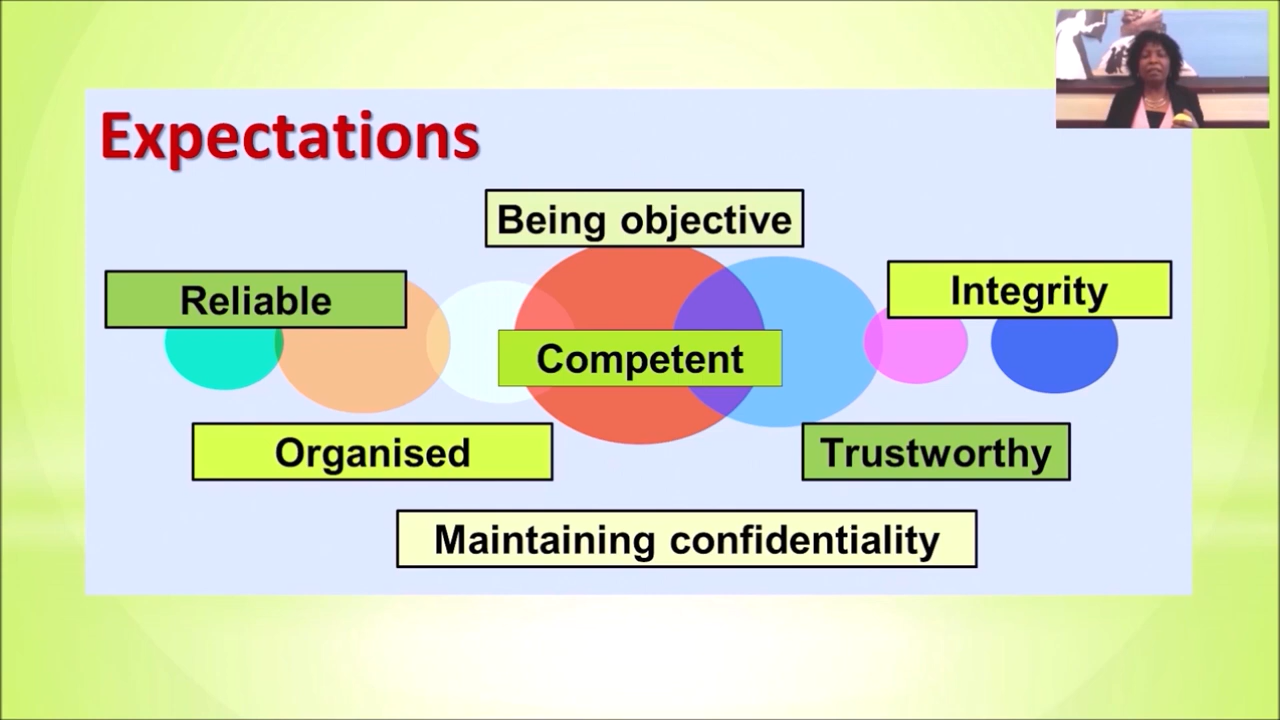 Expectations
Being objective
Reliable
Integrity
Competent
Organised
Trustworthy
Maintaining confidentiality